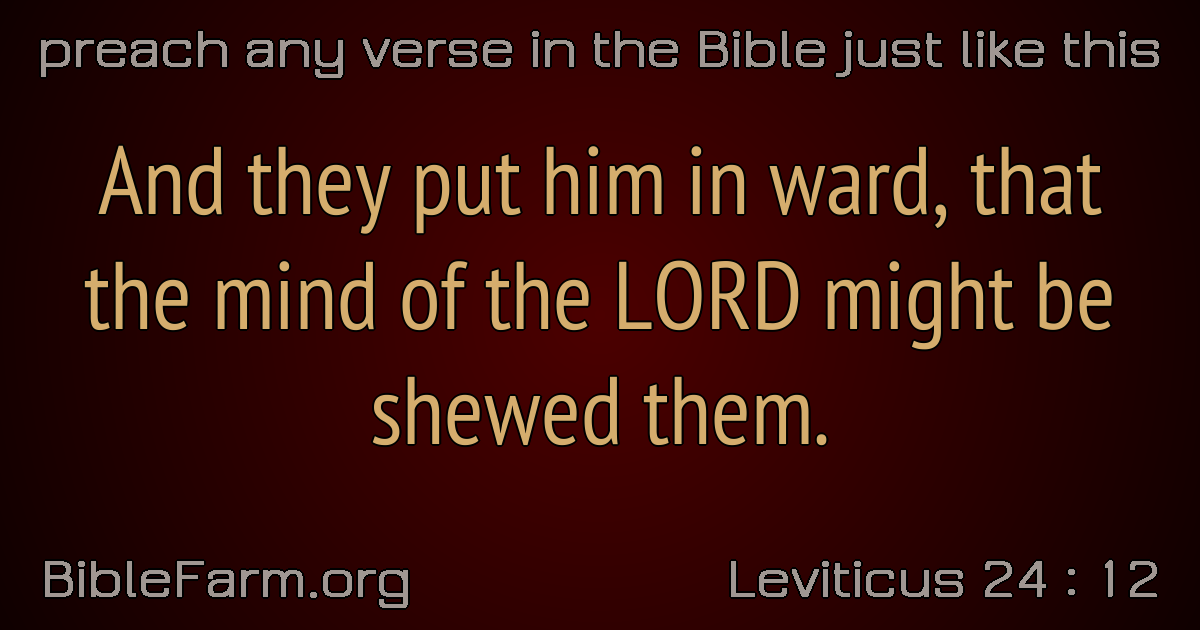 preach any verse in the Bible just like this
And they put him in ward, that
the mind of the LORD might be
shewed them.
BibleFarm.org
Leviticus 24 : 12